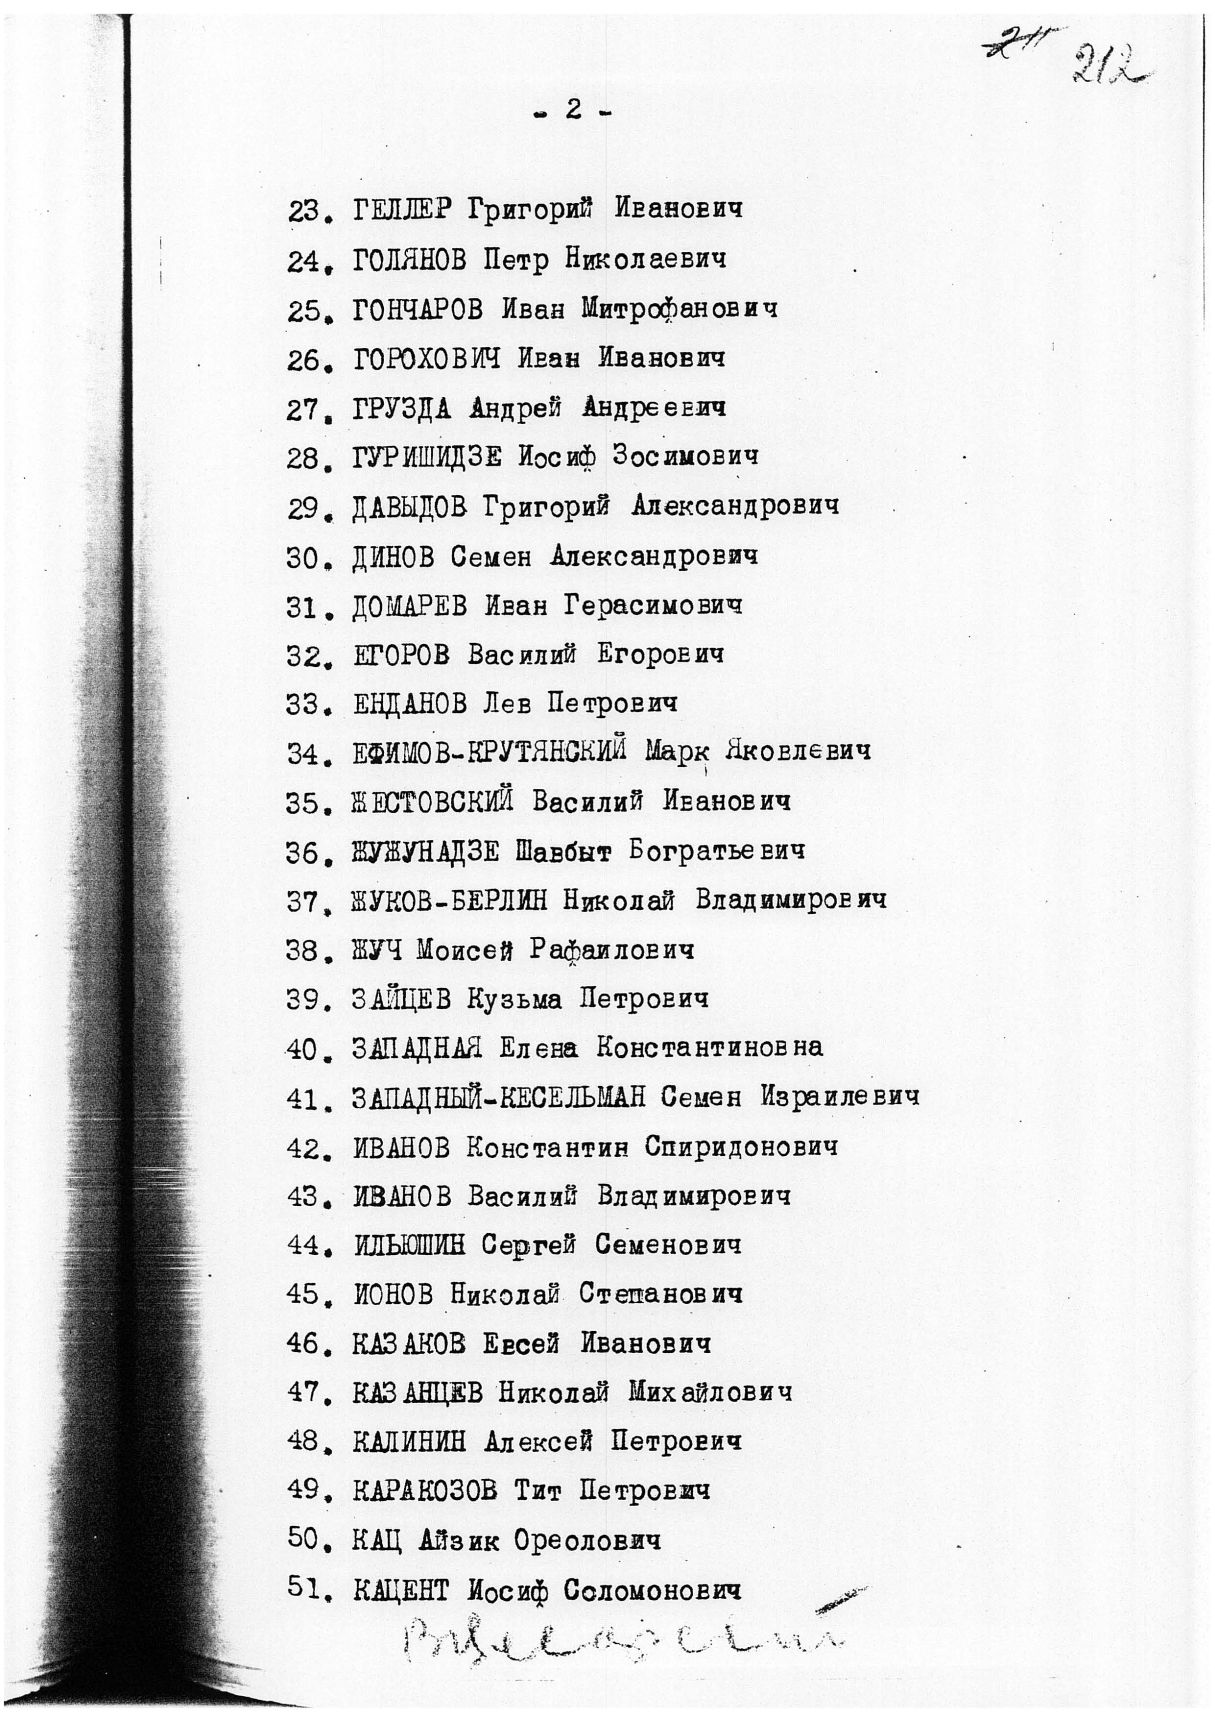 212
- 2 -
23. ГЕЛЛЕР Григорий Иванович
24. ГОЛЯНОВ Петр Николаевич
25. ГОНЧАРОВ Иван Митрофанович
26. ГОРОХОВИЧ Иван Иванович
27. ГРУЗДА Андрей Андреевич
28. ГУРИШИДЗЕ Иосиф Зосимович
29. ДАВЫДОВ Григорий Александрович
30. ДИНОВ Семен Александрович
31. ДОМАРЕВ Иван Герасимович
32. ЕГОРОВ Василий Егорович
33. ЕНДАНОВ Лев Петрович
34. ЕФИМОВ-КРУТЯНСКИЙ Марк Яковлевич
35. ЖЕСТОВСКИЙ Василий Иванович
36. ЖУЖУНАДЗЕ Шавбыт Богратьевич
37. ЖУКОВ-БЕРЛИН Николай Владимирович
38. ЖУЧ Моисей Рафаилович
39. ЗАЙЦЕВ Кузьма Петрович
40. ЗАПАДНАЯ Елена Константиновна
41. ЗАПАДНЫЙ-КЕСЕЛЬМАН Семен Израилевич
42. ИВАНОВ Константин Спиридонович
43. ИВАНОВ Василий Владимирович
44. ИЛЬЮШИН Сергей Семенович
45. ИОНОВ Николай Степанович
46. КАЗАКОВ Евсей Иванович
47. КАЗАНЦЕВ Николай Михайлович
48. КАЛИНИН Алексей Петрович
49. КАРАКОЗОВ Тит Петрович
50. КАЦ Айзик Ореолович
51. КАЦЕНТ Иосиф Соломонович